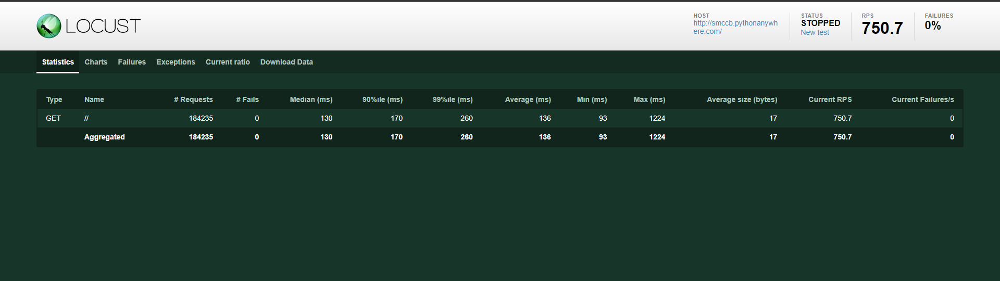 LOCUST
HOST
http://smccb.pythonanywh
ere.com/
STATUS
STOPPED
New test
RPS
750.7
FAILURES
0%
Statistics Charts Failures Exceptions Current ratio Download Data
Type Name # Requests # Fails Median (ms) 90%ile (ms) 99%ile (ms) Average (ms) Min (ms) Max (ms) Average size (bytes) Current RPS Current Failures/s
GET // 184235 0 130 170 260 136 93 1224 17 750.7 0
Aggregated 184235 0 130 170 260 136 93 1224 17 750.7 0